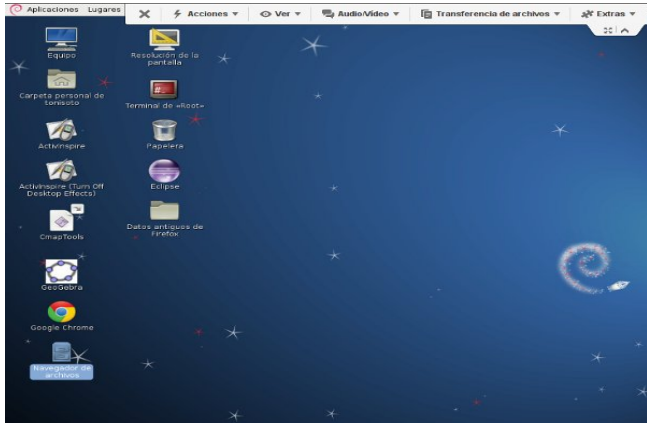 Aplicaciones Lugares
Acciones Ver Audio/Vídeo Transferencia de archivos Extras
Equipo
Resolución de la
pantalla
Carpeta personal de
tonisoto
Terminal de «Root»
ActivInspire
Papelera
ActivInspire (Turn Off
Desktop Effects)
Eclipse
CmapTools
Datos antiguos de
Firefox
GeoGebra
Google Chrome
Navegador de
archivos